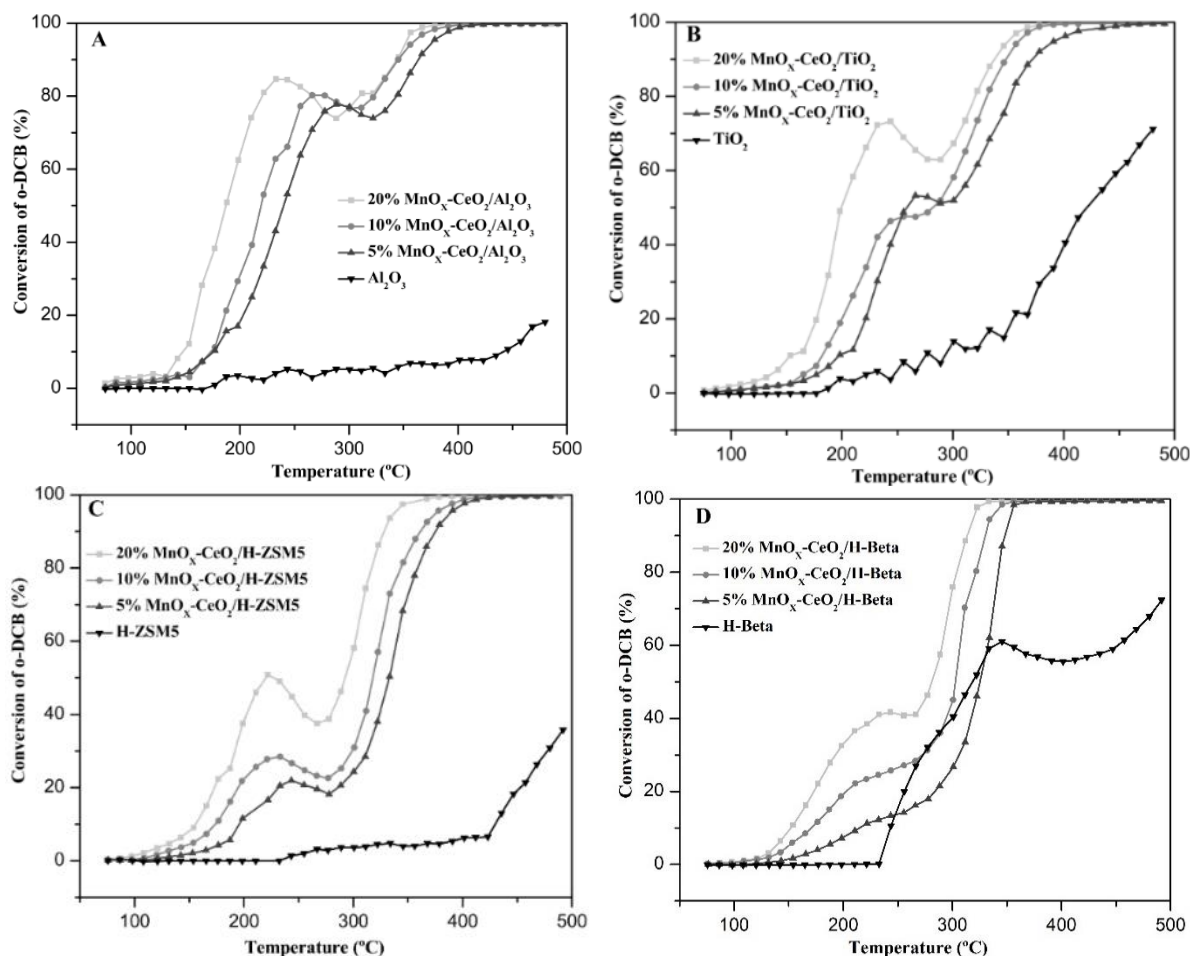 A
Conversion of o-DCB (%)
100
80
60
40
20
0
20% MnOₓ-CeO₂/Al₂O₃
10% MnOₓ-CeO₂/Al₂O₃
5% MnOₓ-CeO₂/Al₂O₃
Al₂O₃
100 200 300 400 500
Temperature (ºC)
B
Conversion of o-DCB (%)
100
80
60
40
20
0
20% MnOₓ-CeO₂/TiO₂
10% MnOₓ-CeO₂/TiO₂
5% MnOₓ-CeO₂/TiO₂
TiO₂
100 200 300 400 500
Temperature (ºC)
C
Conversion of o-DCB (%)
100
80
60
40
20
0
20% MnOₓ-CeO₂/H-ZSM5
10% MnOₓ-CeO₂/H-ZSM5
5% MnOₓ-CeO₂/H-ZSM5
H-ZSM5
100 200 300 400 500
Temperature (ºC)
D
Conversion of o-DCB (%)
100
80
60
40
20
0
20% MnOₓ-CeO₂/H-Beta
10% MnOₓ-CeO₂/H-Beta
5% MnOₓ-CeO₂/H-Beta
H-Beta
100 200 300 400 500
Temperature (ºC)